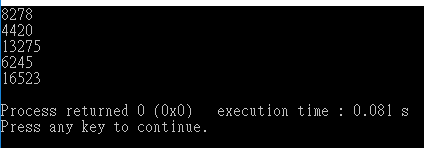 8278
4420
13275
6245
16523
Process returned 0 (0x0)   execution time : 0.081 s
Press any key to continue.